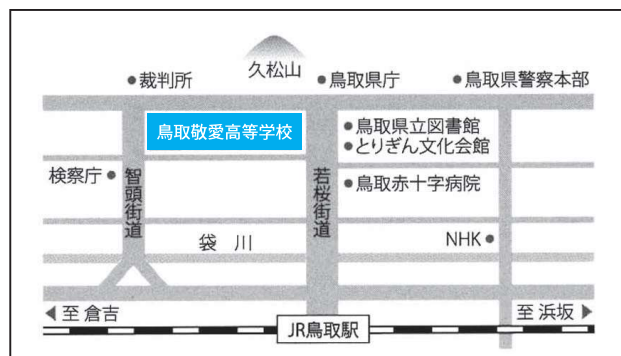 久松山
●裁判所
●鳥取県庁
●鳥取県警察本部
鳥取敬愛高等学校
●鳥取県立図書館
●とりぎん文化会館
検察庁●
智頭街道
若桜街道
●鳥取赤十字病院
袋 川
NHK●
◀至 倉吉
至 浜坂▶
JR鳥取駅